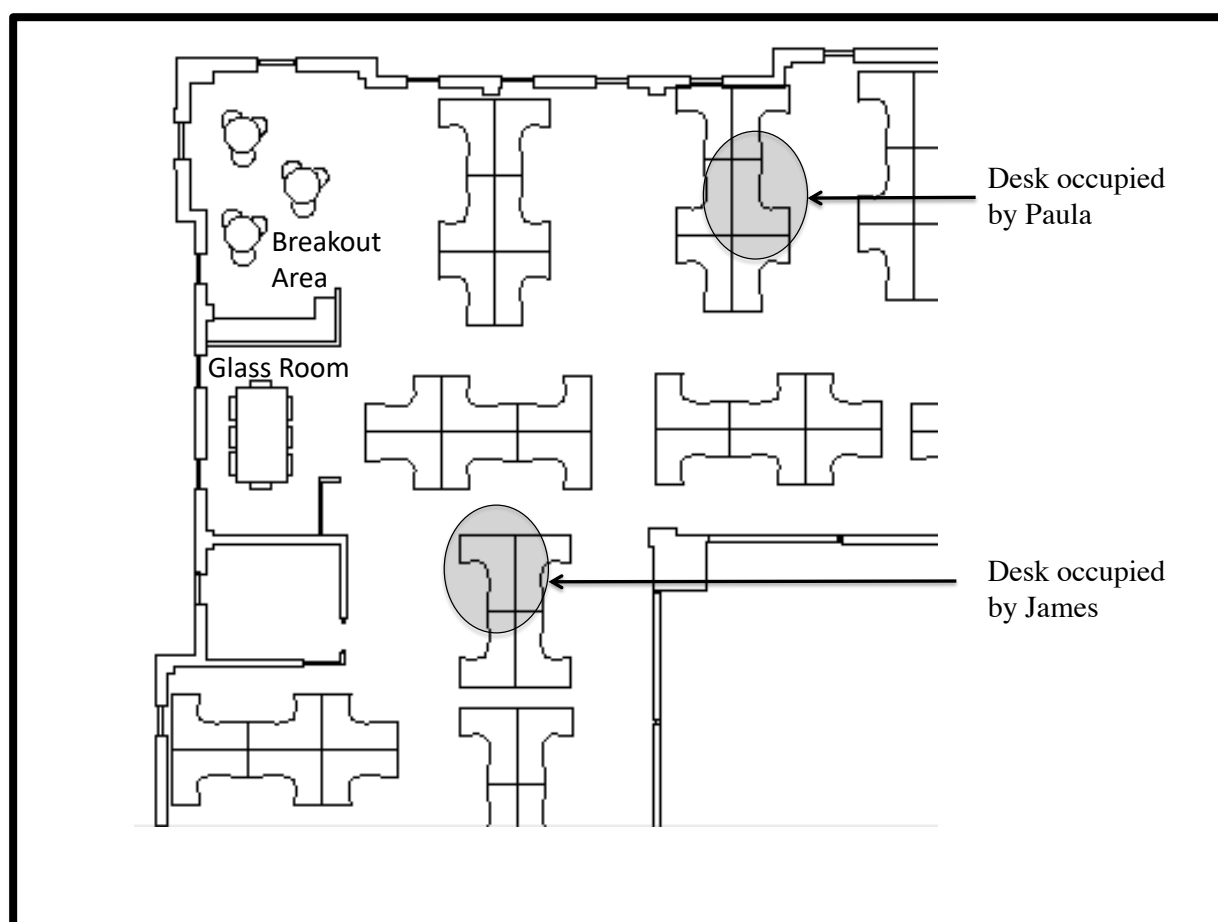 Desk occupied
by Paula
Breakout
Area
Glass Room
Desk occupied
by James